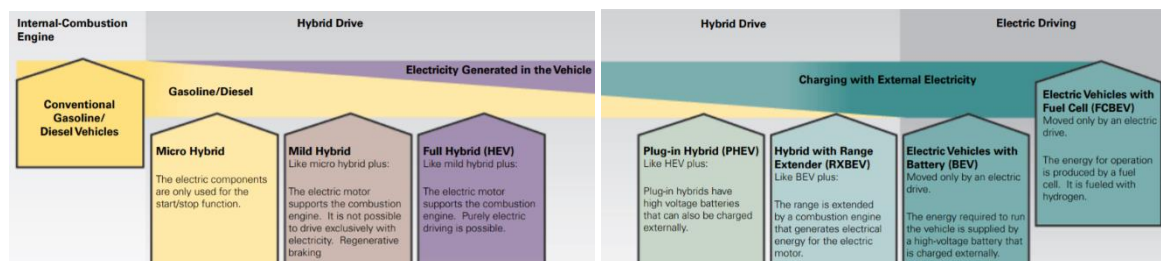 Internal-Combustion
Engine
Hybrid Drive
Electricity Generated in the Vehicle
Gasoline/Diesel
Conventional
Gasoline/
Diesel Vehicles
Micro Hybrid
The electric components
are only used for the
start/stop function.
Mild Hybrid
Like micro hybrid plus:
The electric motor
supports the combustion
engine. It is not possible
to drive exclusively with
electricity. Regenerative
braking
Full Hybrid (HEV)
Like mild hybrid plus:
The electric motor
supports the combustion
engine. Purely electric
driving is possible.
Hybrid Drive
Electric Driving
Charging with External Electricity
Plug-in Hybrid (PHEV)
Like HEV plus:
Plug-in hybrids have
high voltage batteries
that can also be charged
externally.
Hybrid with Range
Extender (RXBEV)
Like BEV plus:
The range is extended
by a combustion engine
that generates electrical
energy for the electric
motor.
Electric Vehicles with
Battery (BEV)
Moved only by an electric
drive.
The energy required to run
the vehicle is supplied by
a high-voltage battery that
is charged externally.
Electric Vehicles with
Fuel Cell (FCBEV)
Moved only by an electric
drive.
The energy for operation
is produced by a fuel
cell. It is fueled with
hydrogen.